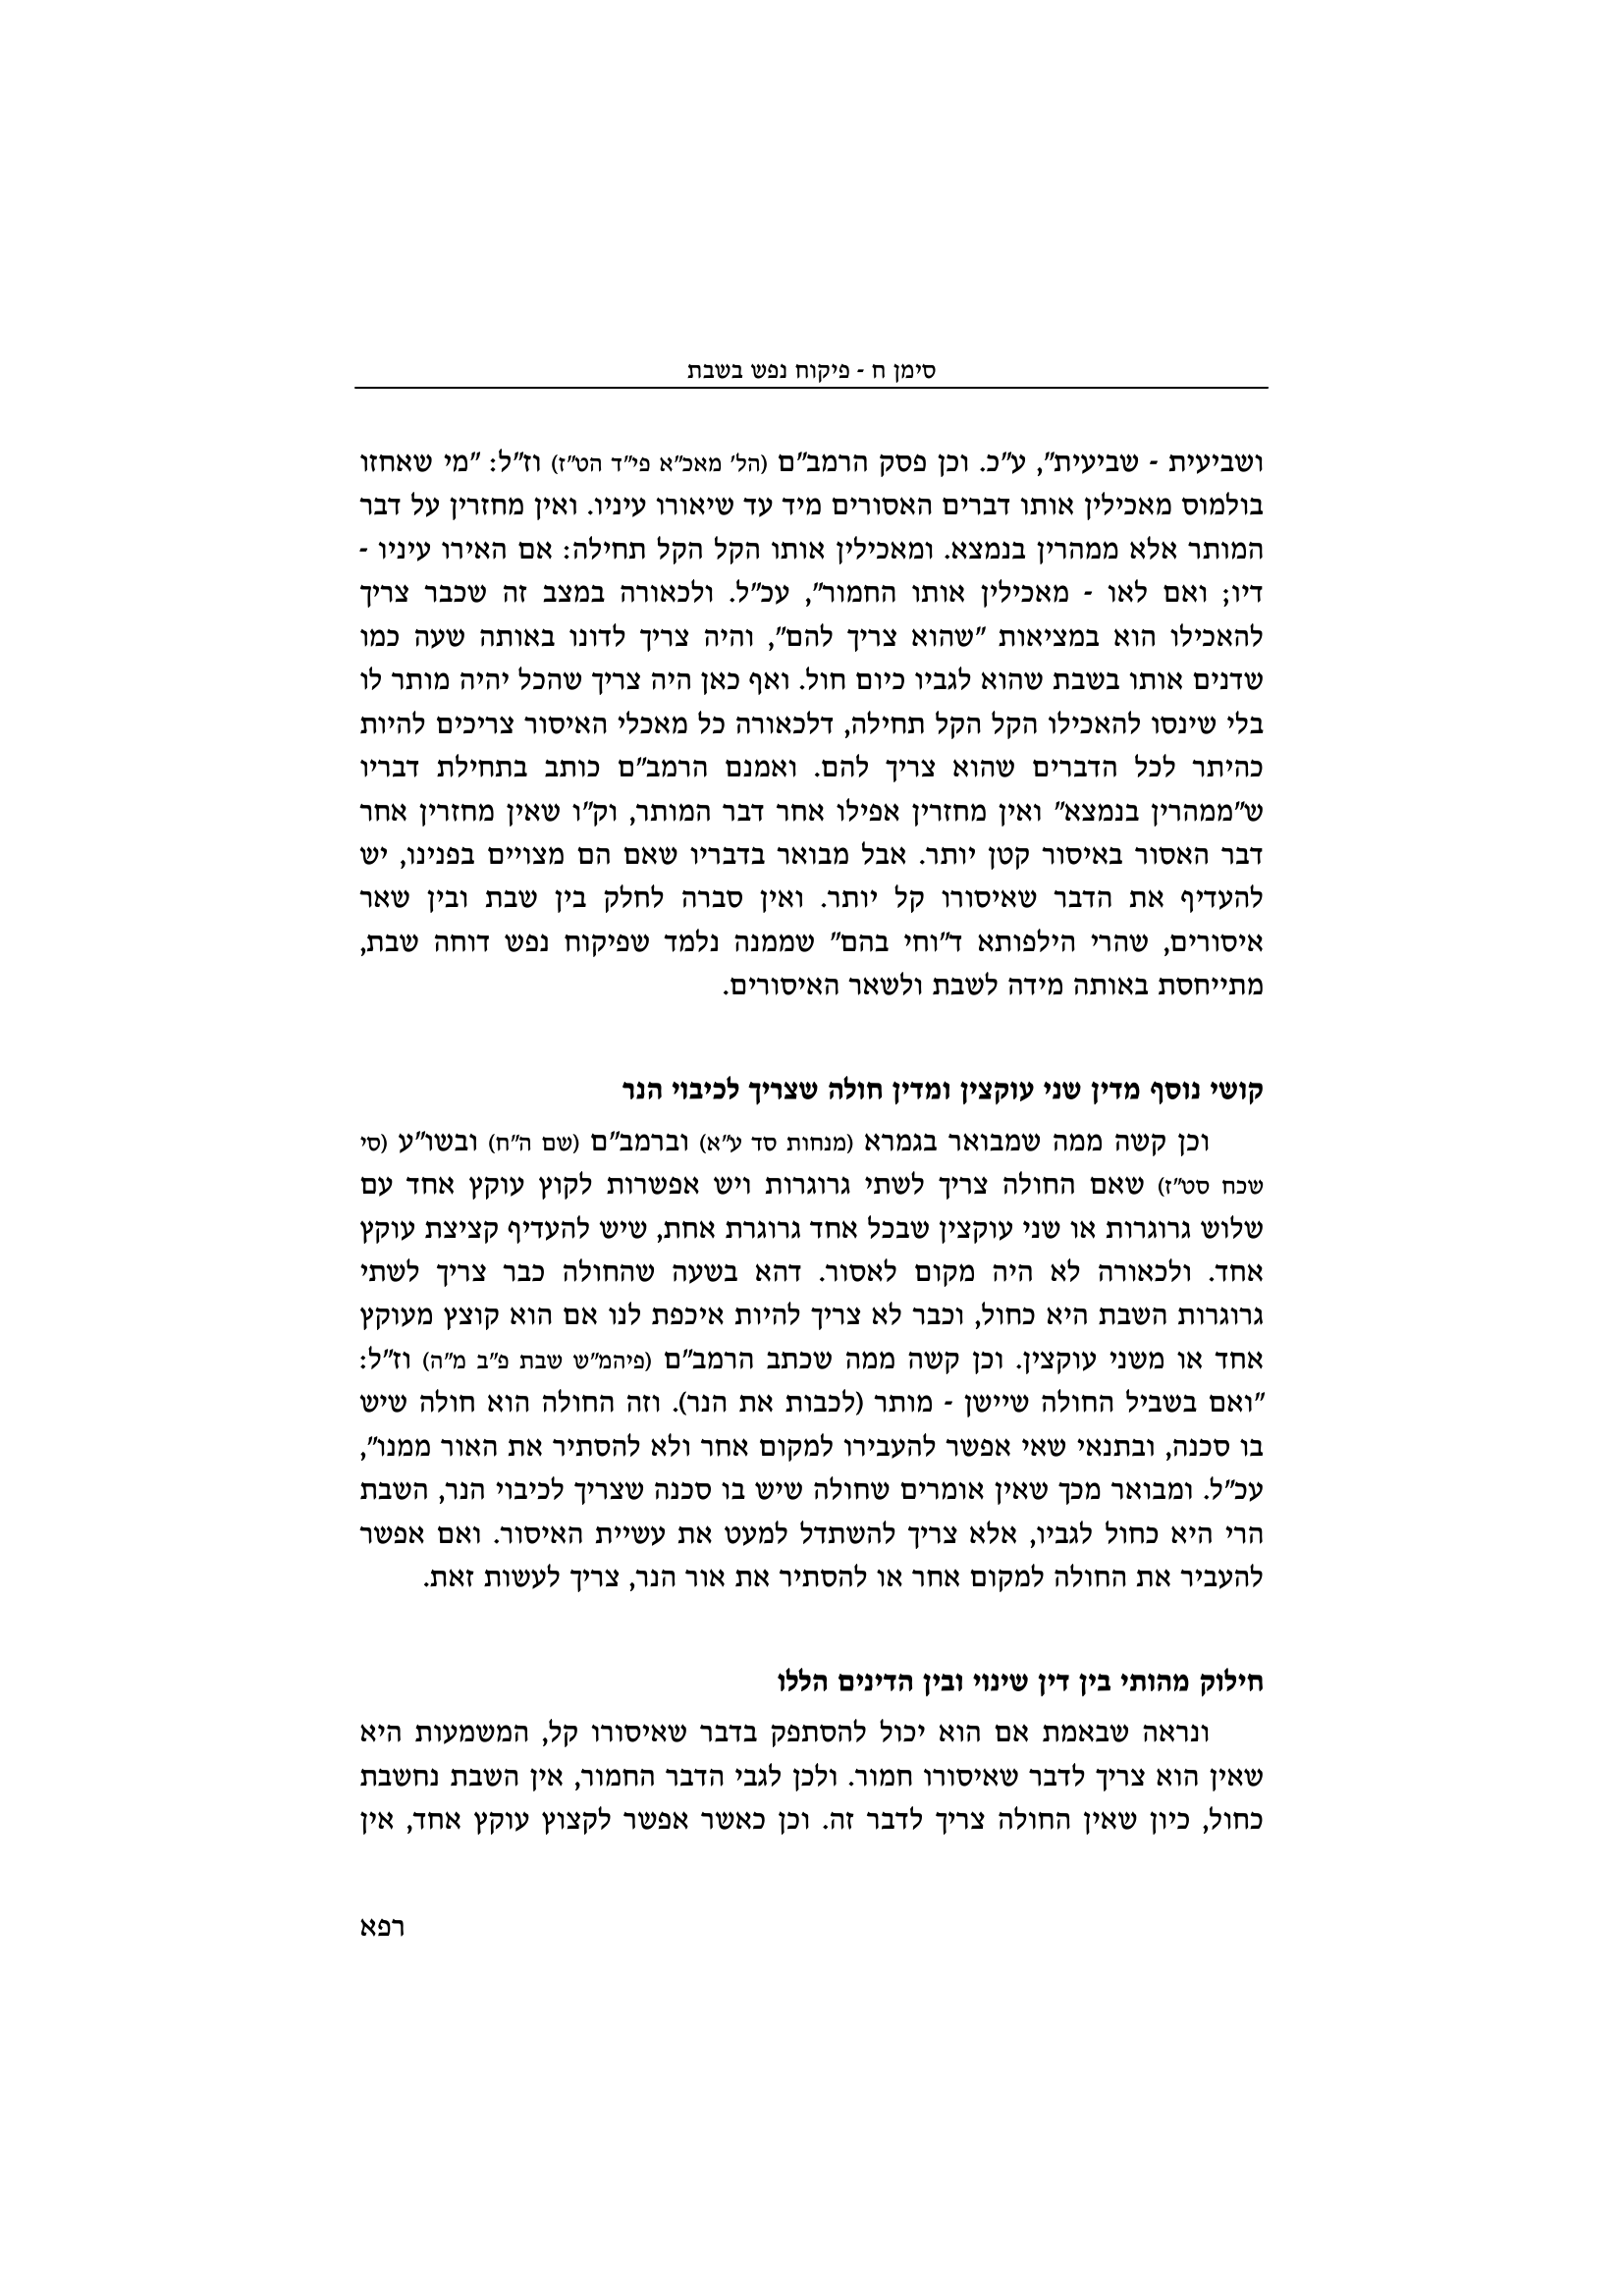 סימן ח - פיקוח נפש בשבת
ושביעית - שביעית", ע"כ. וכן פסק הרמב"ם (הל' מאכ"א פי"ד הט"ז) וז"ל: "מי שאחזו
בולמוס מאכילין אותו דברים האסורים מיד עד שיאורו עיניו. ואין מחזרין על דבר
המותר אלא ממהרין בנמצא. ומאכילין אותו הקל הקל תחילה: אם האירו עיניו -
דיו; ואם לאו - מאכילין אותו החמור", עכ"ל. ולכאורה במצב זה שכבר צריך
להאכילו הוא במציאות "שהוא צריך להם", והיה צריך לדונו באותה שעה כמו
שדנים אותו בשבת שהוא לגביו כיום חול. ואף כאן היה צריך שהכל יהיה מותר לו
בלי שינסו להאכילו הקל הקל תחילה, דלכאורה כל מאכלי האיסור צריכים להיות
כהיתר לכל הדברים שהוא צריך להם. ואמנם הרמב"ם כותב בתחילת דבריו
ש"ממהרין בנמצא" ואין מחזרין אפילו אחר דבר המותר, וק"ו שאין מחזרין אחר
דבר האסור באיסור קטן יותר. אבל מבואר בדבריו שאם הם מצויים בפנינו, יש
להעדיף את הדבר שאיסורו קל יותר. ואין סברה לחלק בין שבת ובין שאר
איסורים, שהרי הילפותא ד"וחי בהם" שממנה נלמד שפיקוח נפש דוחה שבת,
מתייחסת באותה מידה לשבת ולשאר האיסורים.
קושי נוסף מדין שני עוקצין ומדין חולה שצריך לכיבוי הנר
וכן קשה ממה שמבואר בגמרא (מנחות סד ע"א) וברמב"ם (שם ה"ח) ובשו"ע (סי
שכח סט"ז) שאם החולה צריך לשתי גרוגרות ויש אפשרות לקוץ עוקץ אחד עם
שלוש גרוגרות או שני עוקצין שבכל אחד גרוגרת אחת, שיש להעדיף קציצת עוקץ
אחד. ולכאורה לא היה מקום לאסור. דהא בשעה שהחולה כבר צריך לשתי
גרוגרות השבת היא כחול, וכבר לא צריך להיות איכפת לנו אם הוא קוצץ מעוקץ
אחד או משני עוקצין. וכן קשה ממה שכתב הרמב"ם (פיהמ"ש שבת פ"ב מ"ה) וז"ל:
"ואם בשביל החולה שיישן - מותר (לכבות את הנר). וזה החולה הוא חולה שיש
בו סכנה, ובתנאי שאי אפשר להעבירו למקום אחר ולא להסתיר את האור ממנו",
עכ"ל. ומבואר מכך שאין אומרים שחולה שיש בו סכנה שצריך לכיבוי הנר, השבת
הרי היא כחול לגביו, אלא צריך להשתדל למעט את עשיית האיסור. ואם אפשר
להעביר את החולה למקום אחר או להסתיר את אור הנר, צריך לעשות זאת.
חילוק מהותי בין דין שינוי ובין הדינים הללו
ונראה שבאמת אם הוא יכול להסתפק בדבר שאיסורו קל, המשמעות היא
שאין הוא צריך לדבר שאיסורו חמור. ולכן לגבי הדבר החמור, אין השבת נחשבת
כחול, כיון שאין החולה צריך לדבר זה. וכן כאשר אפשר לקצוץ עוקץ אחד, אין
רפא